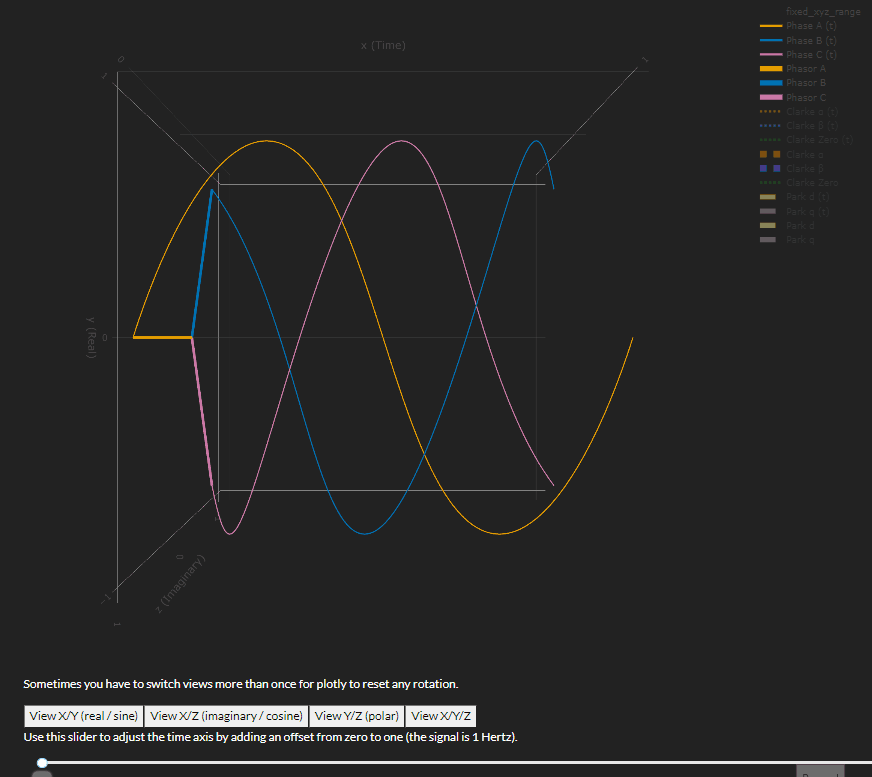 fixed_xyz_range
Phase A (t)
Phase B (t)
Phase C (t)
Phasor A
Phasor B
Phasor C
Clarke α (t)
Clarke β (t)
Clarke Zero (t)
Clarke α
Clarke β
Clarke Zero
Park d (t)
Park q (t)
Park d
Park q
x (Time)
0
1
1
y (Real)
0
−1
0
z (Imaginary)
1
Sometimes you have to switch views more than once for plotly to reset any rotation.
View X/Y (real / sine) View X/Z (imaginary / cosine) View Y/Z (polar) View X/Y/Z
Use this slider to adjust the time axis by adding an offset from zero to one (the signal is 1 Hertz).